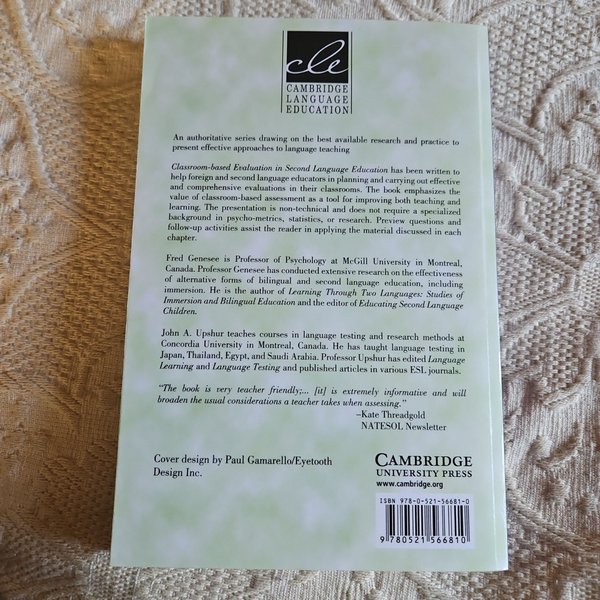 cle
CAMBRIDGE
LANGUAGE
EDUCATION
An authoritative series drawing on the best available research and practice to
present effective approaches to language teaching
Classroom-based Evaluation in Second Language Education has been written to
help foreign and second language educators in planning and carrying out effective
and comprehensive evaluations in their classrooms. The book emphasizes the
value of classroom-based assessment as a tool for improving both teaching and
learning. The presentation is non-technical and does not require a specialized
background in psycho-metrics, statistics, or research. Preview questions and
follow-up activities assist the reader in applying the material discussed in each
chapter.
Fred Genesee is Professor of Psychology at McGill University in Montreal,
Canada. Professor Genesee has conducted extensive research on the effectiveness
of alternative forms of bilingual and second language education, including
immersion. He is the author of Learning Through Two Languages: Studies of
Immersion and Bilingual Education and the editor of Educating Second Language
Children.
John A. Upshur teaches courses in language testing and research methods at
Concordia University in Montreal, Canada. He has taught language testing in
Japan, Thailand, Egypt, and Saudi Arabia. Professor Upshur has edited Language
Learning and Language Testing and published articles in various ESL journals.
"The book is very teacher friendly;... [it] is extremely informative and will
broaden the usual considerations a teacher takes when assessing."
–Kate Threadgold
NATESOL Newsletter
Cover design by Paul Gamarello/Eyetooth
Design Inc.
CAMBRIDGE
UNIVERSITY PRESS
www.cambridge.org
ISBN 978-0-521-56681-0
9 780521 566810